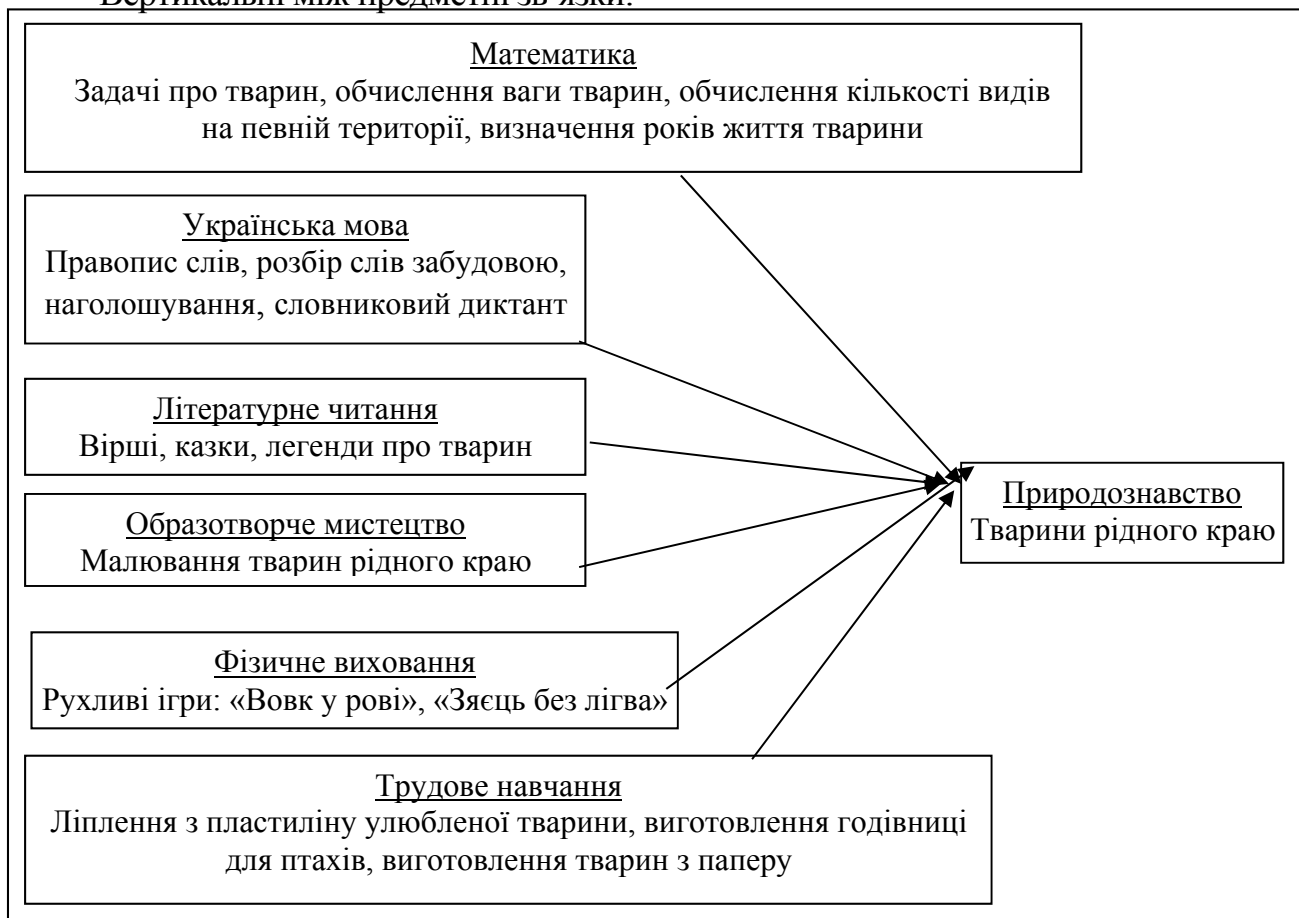 Вертикальні між предметні зв’язки:
Математика
Задачі про тварин, обчислення ваги тварин, обчислення кількості видів
на певній території, визначення років життя тварини
Українська мова
Правопис слів, розбір слів забудовою,
наголошування, словниковий диктант
Літературне читання
Вірші, казки, легенди про тварин
Природознавство
Тварини рідного краю
Образотворче мистецтво
Малювання тварин рідного краю
Фізичне виховання
Рухливі ігри: «Вовк у рові», «Зяєць без лігва»
Трудове навчання
Ліплення з пластиліну улюбленої тварини, виготовлення годівниці
для птахів, виготовлення тварин з паперу